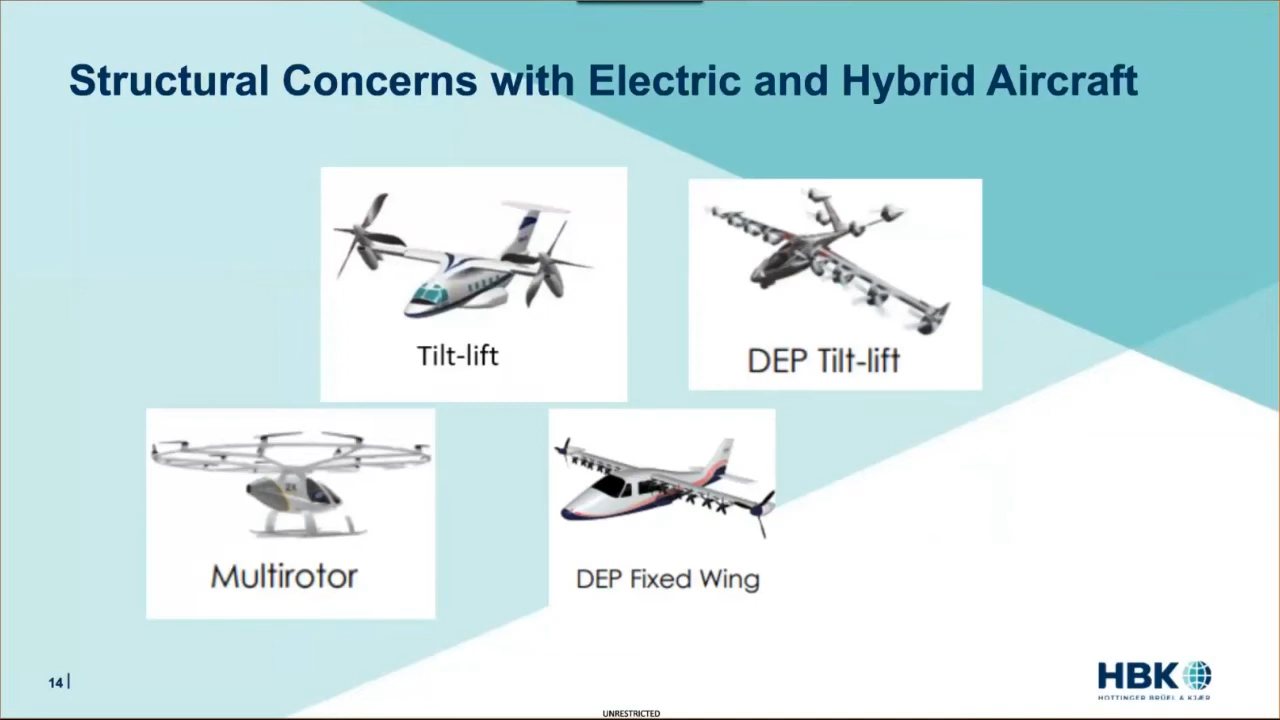 Structural Concerns with Electric and Hybrid Aircraft
Tilt-lift
DEP Tilt-lift
Multirotor
DEP Fixed Wing
14
HBK
HOTTINGER BRÜEL & KJÆR
UNRESTRICTED